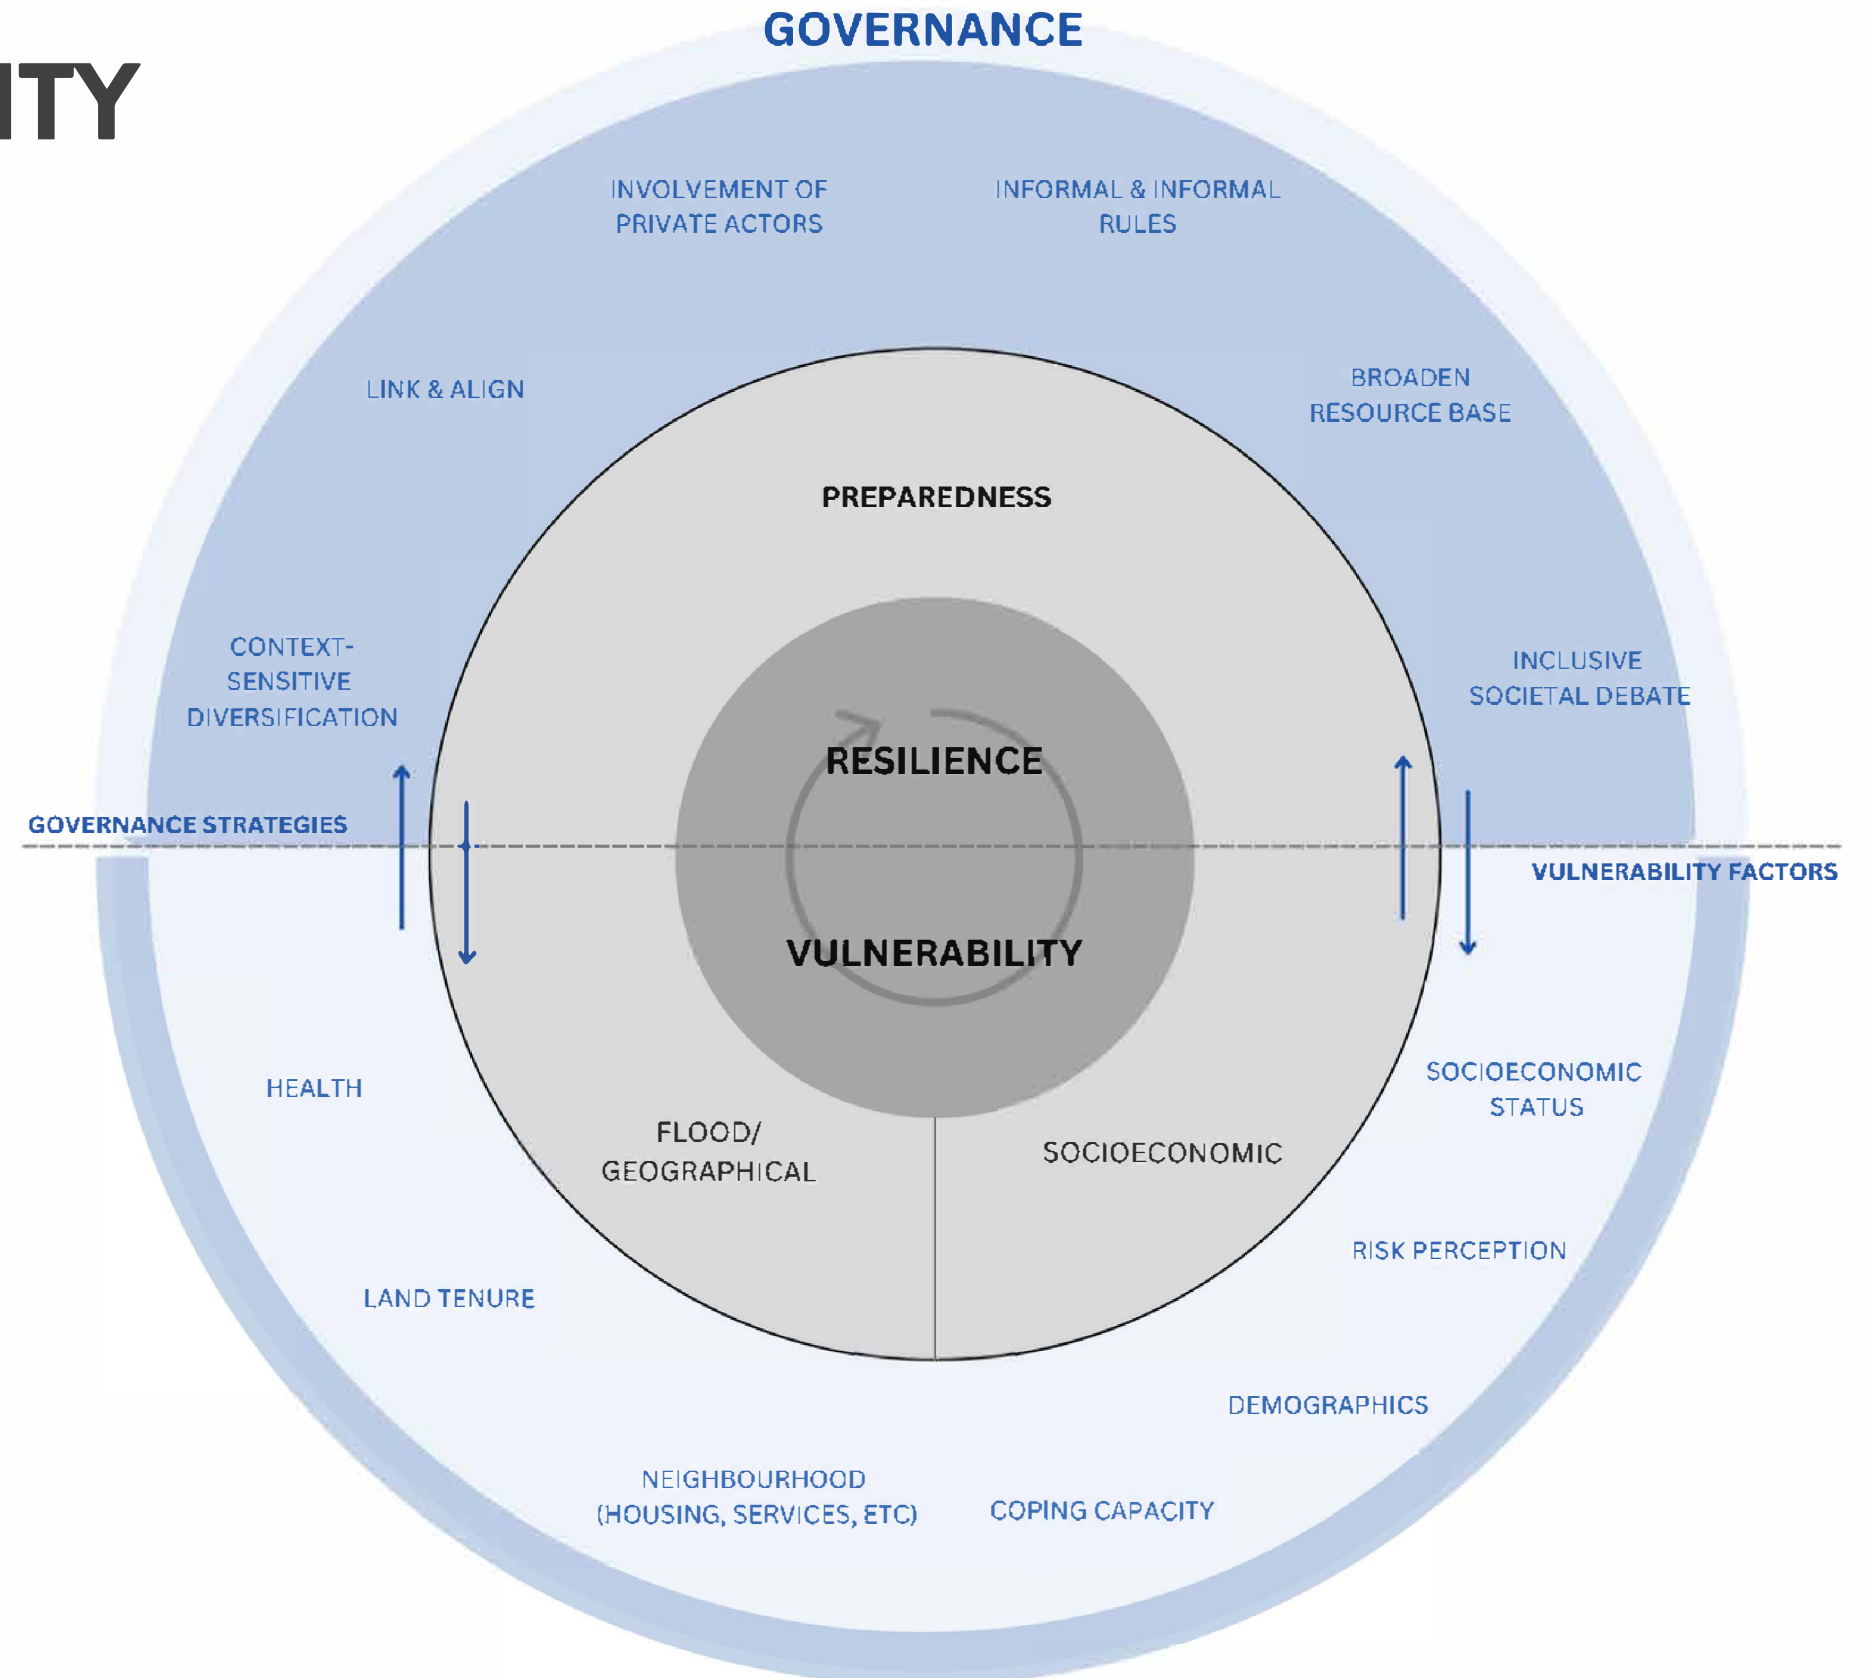 GOVERNANCE
ITY
INVOLVEMENT OF
PRIVATE ACTORS
INFORMAL & INFORMAL
RULES
LINK & ALIGN
BROADEN
RESOURCE BASE
PREPAREDNESS
CONTEXT-
SENSITIVE
DIVERSIFICATION
INCLUSIVE
SOCIETAL DEBATE
RESILIENCE
GOVERNANCE STRATEGIES
VULNERABILITY FACTORS
VULNERABILITY
HEALTH
SOCIOECONOMIC
STATUS
FLOOD/
GEOGRAPHICAL
SOCIOECONOMIC
RISK PERCEPTION
LAND TENURE
DEMOGRAPHICS
NEIGHBOURHOOD
(HOUSING, SERVICES, ETC)
COPING CAPACITY